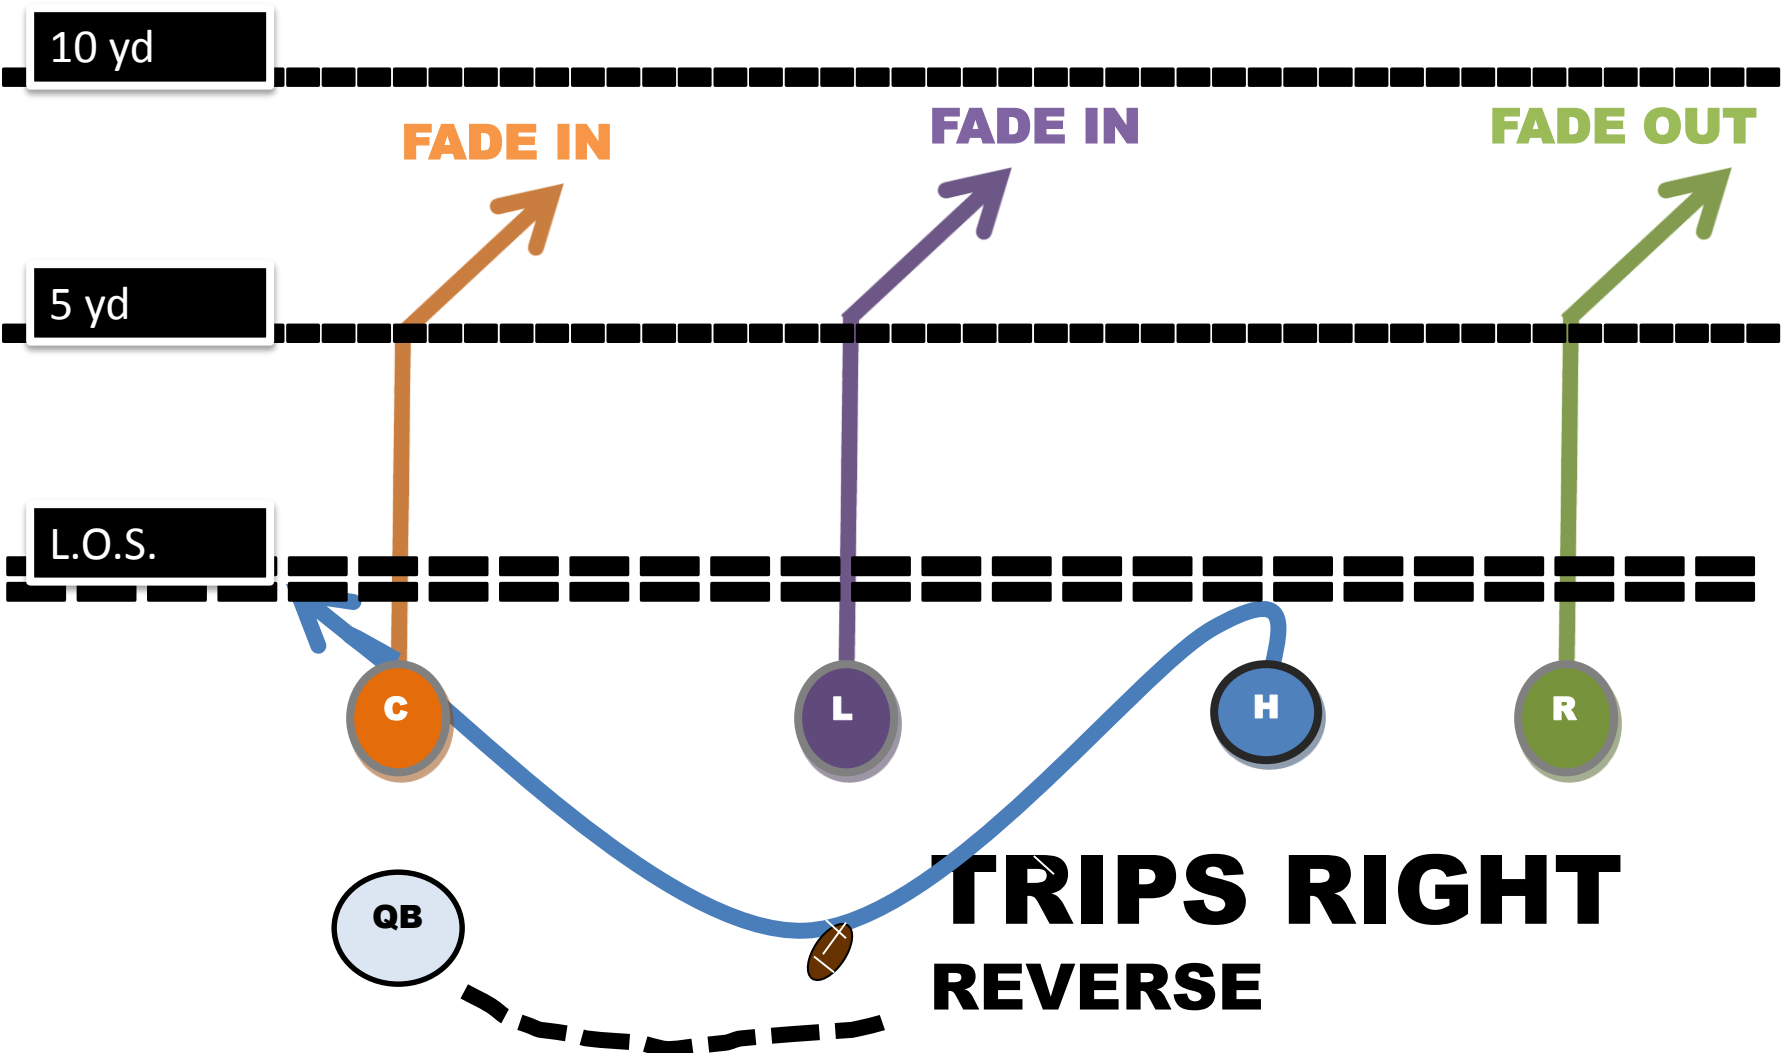 10 yd
FADE IN
FADE IN
FADE OUT
5 yd
L.O.S.
C
L
H
R
QB
TRIPS RIGHT
REVERSE